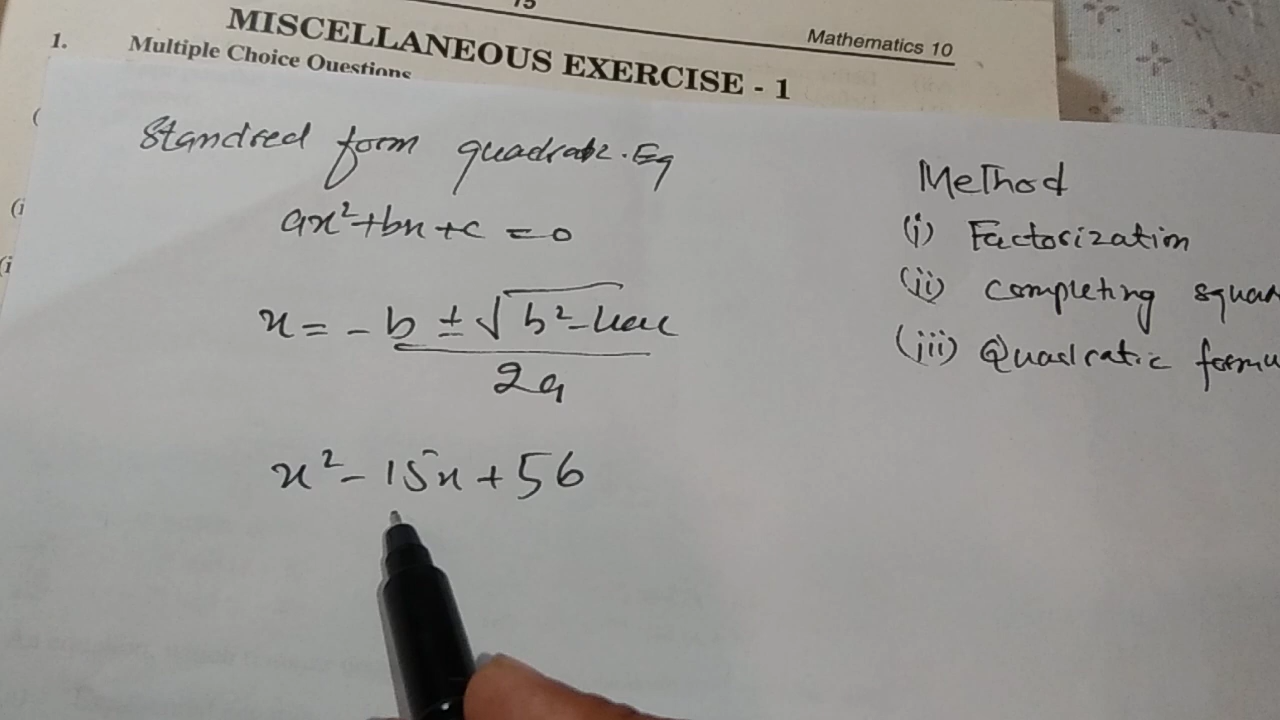 15
Mathematics 10
MISCELLANEOUS EXERCISE - 1
1. Multiple Choice Questions
(i
(i
Standred form quadratic. Eq
ax²+bx+c =0
x = -b ± √b²-4ac
2a
x² - 15x + 56
Method
(i) Factorization
(ii) completing squar
(iii) Quadratic formu